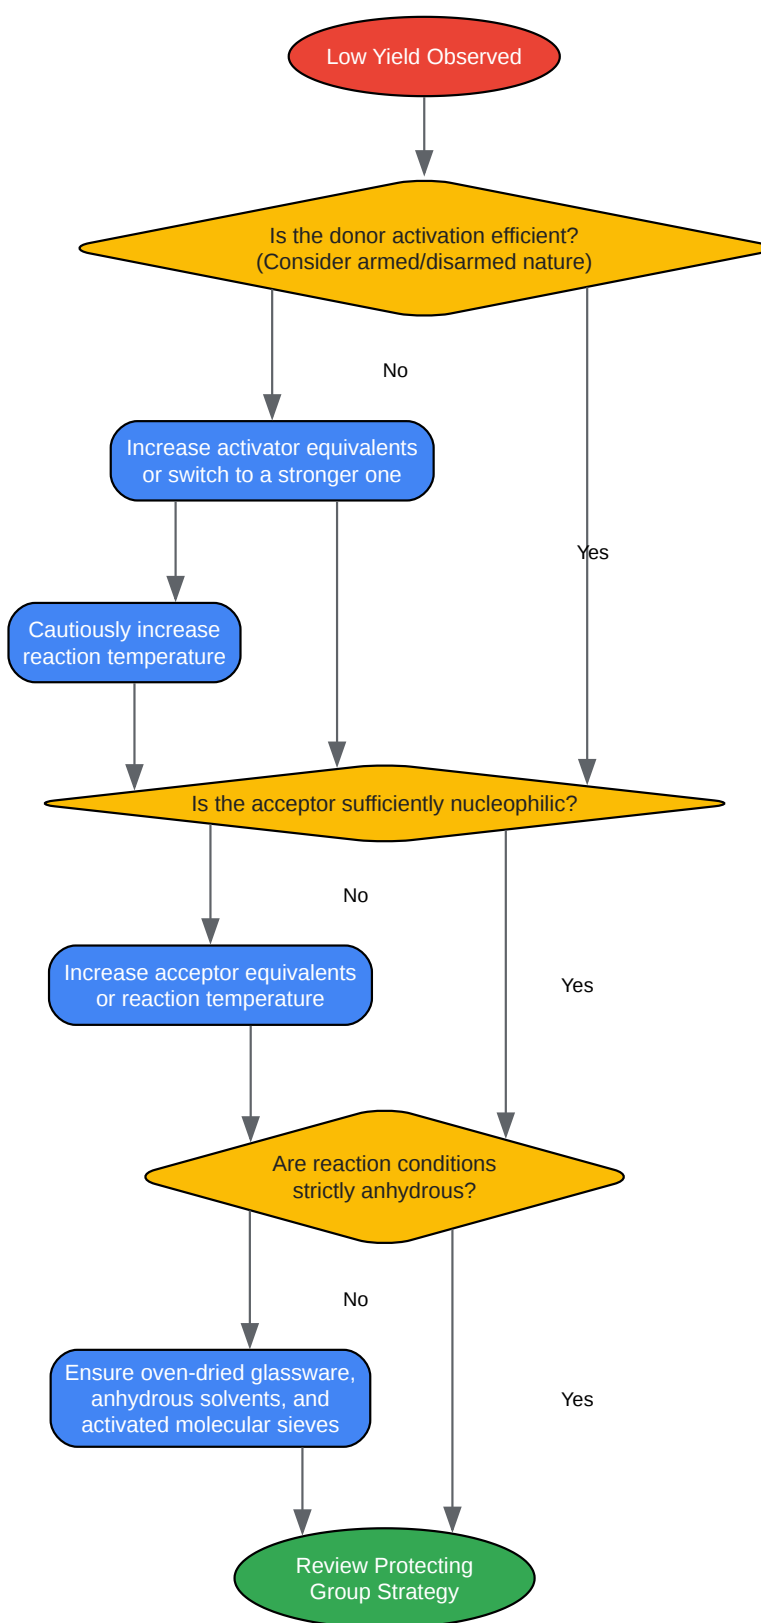 Low Yield Observed
Is the donor activation efficient?
(Consider armed/disarmed nature)
No
Increase activator equivalents
or switch to a stronger one
Yes
Cautiously increase
reaction temperature
Is the acceptor sufficiently nucleophilic?
No
Increase acceptor equivalents
or reaction temperature
Yes
Are reaction conditions
strictly anhydrous?
No
Ensure oven-dried glassware,
anhydrous solvents, and
activated molecular sieves
Yes
Review Protecting
Group Strategy